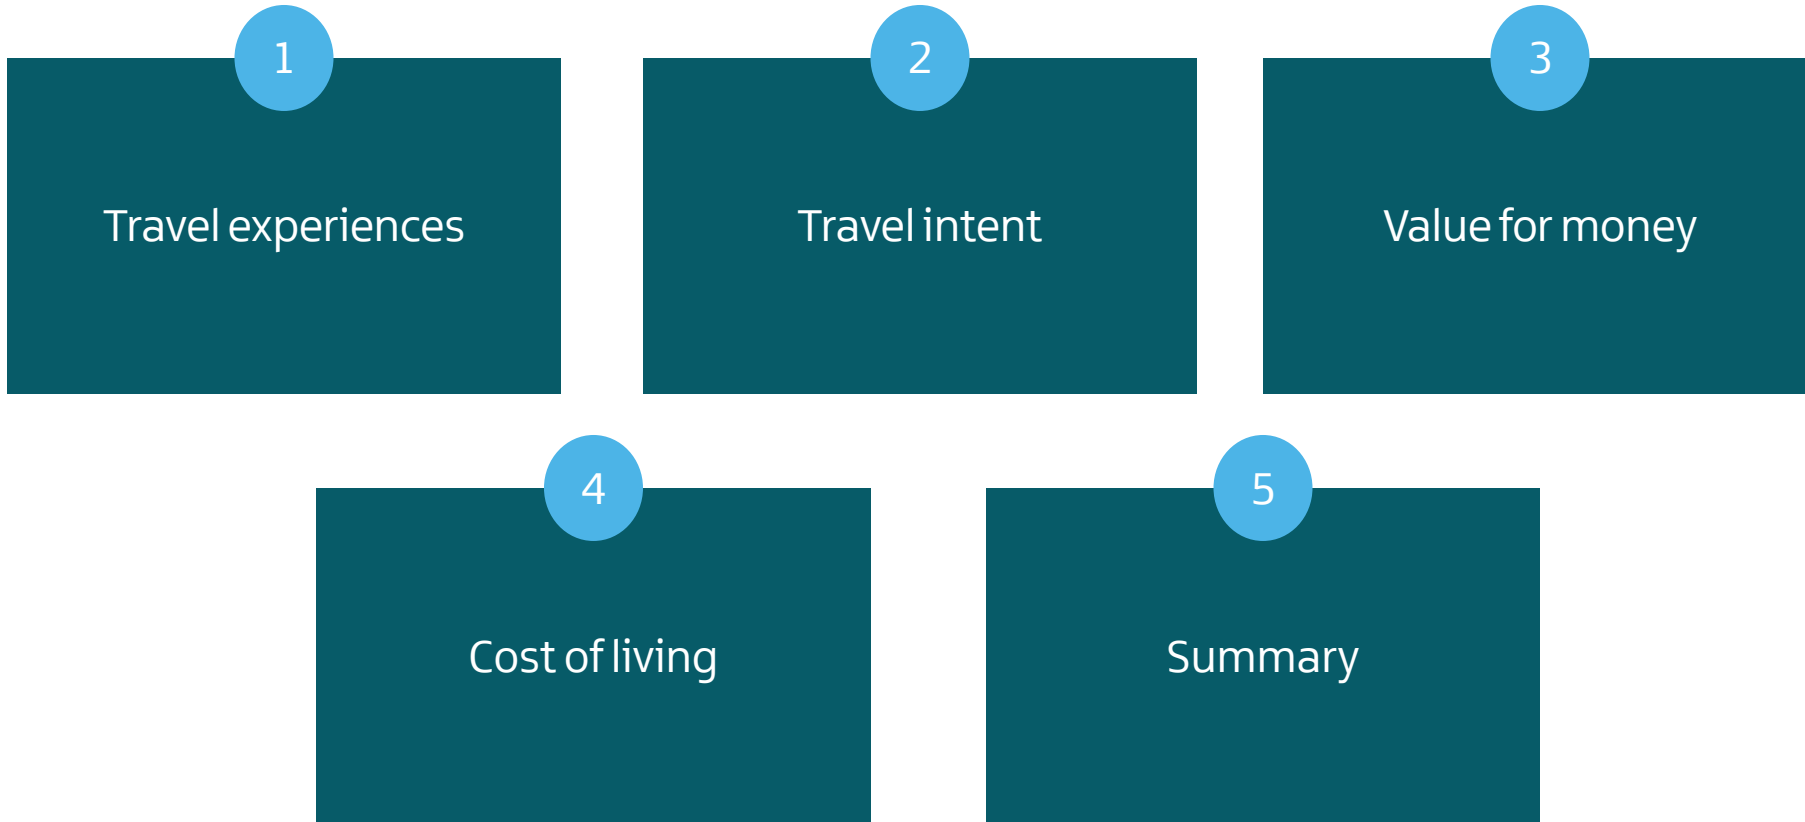 1
Travel experiences
2
Travel intent
3
Value for money
4
Cost of living
5
Summary